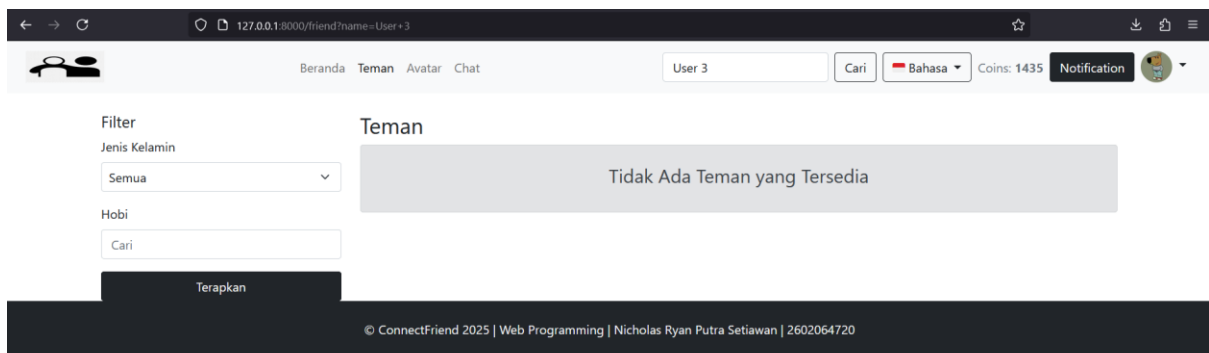 127.0.0.1:8000/friend?name=User+3
Beranda Teman Avatar Chat User 3 Cari Bahasa Coins: 1435 Notification
Filter
Jenis Kelamin
Semua
Hobi
Cari
Terapkan
Teman
Tidak Ada Teman yang Tersedia
© ConnectFriend 2025 | Web Programming | Nicholas Ryan Putra Setiawan | 2602064720